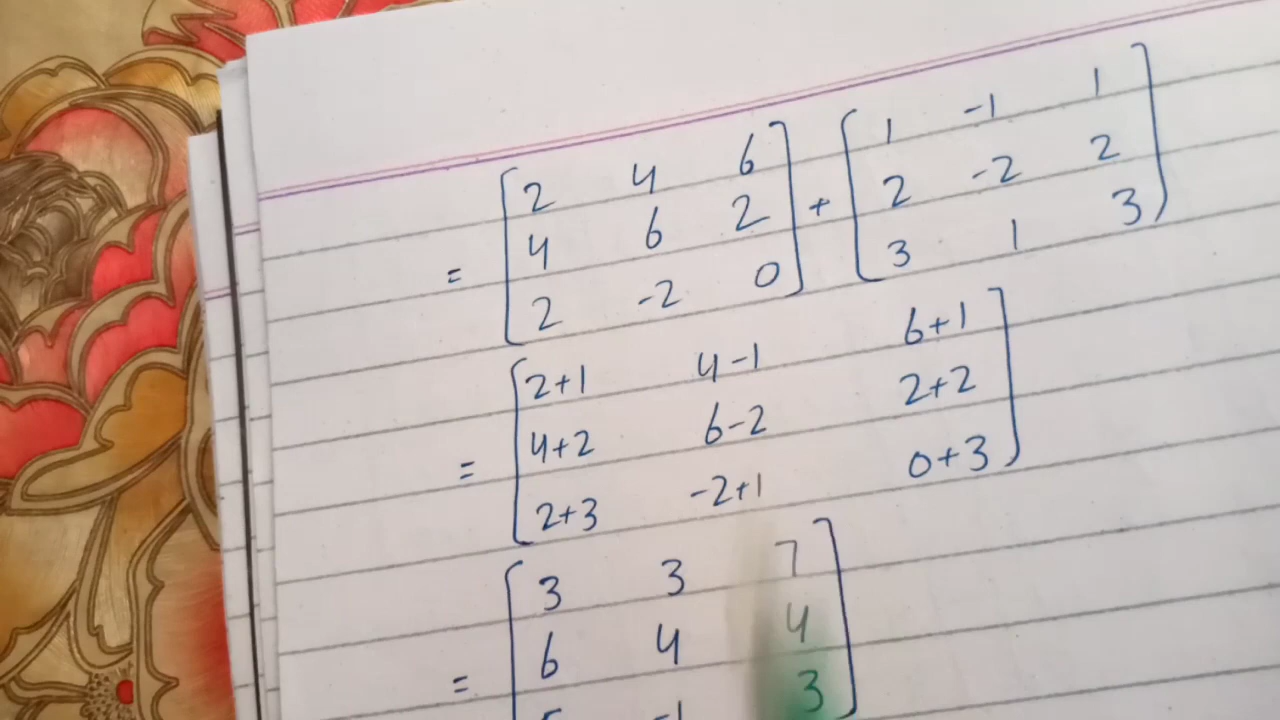 = [ 2 4 6 ] + [ 1 -1 1 ]
4 6 2 2 -2 2
2 -2 0 3 1 3
= [ 2+1 4-1 6+1 ]
4+2 6-2 2+2
2+3 -2+1 0+3
= [ 3 3 7 ]
6 4 4
-1 3